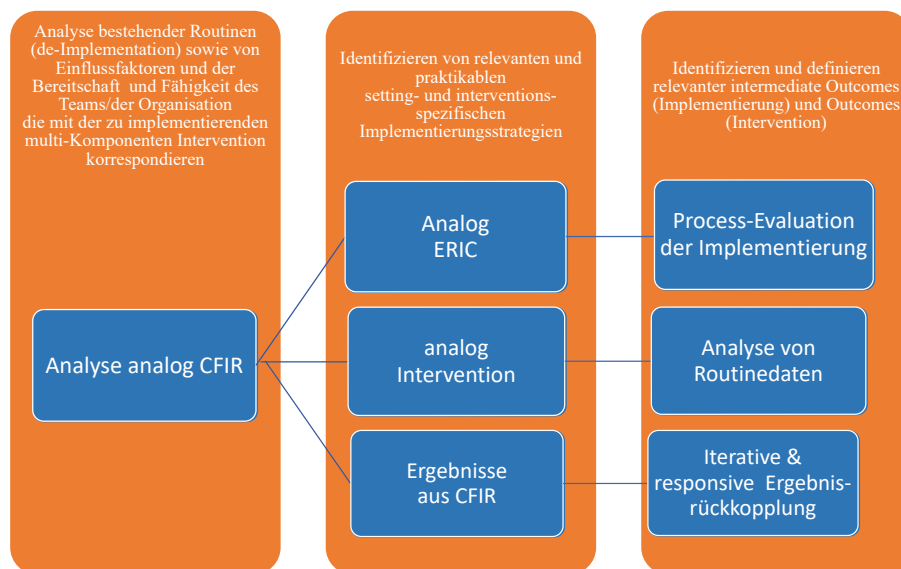 Analyse bestehender Routinen
(de-Implementation) sowie von
Einflussfaktoren und der
Bereitschaft und Fähigkeit des
Teams/der Organisation
die mit der zu implementierenden
multi-Komponenten Intervention
korrespondieren
Analyse analog CFIR
Identifizieren von relevanten und
praktikablen
setting- und interventions-
spezifischen
Implementierungsstrategien
Analog
ERIC
analog
Intervention
Ergebnisse
aus CFIR
Identifizieren und definieren
relevanter intermediate Outcomes
(Implementierung) und Outcomes
(Intervention)
Process-Evaluation
der Implementierung
Analyse von
Routinedaten
Iterative &
responsive Ergebnis-
rückkopplung